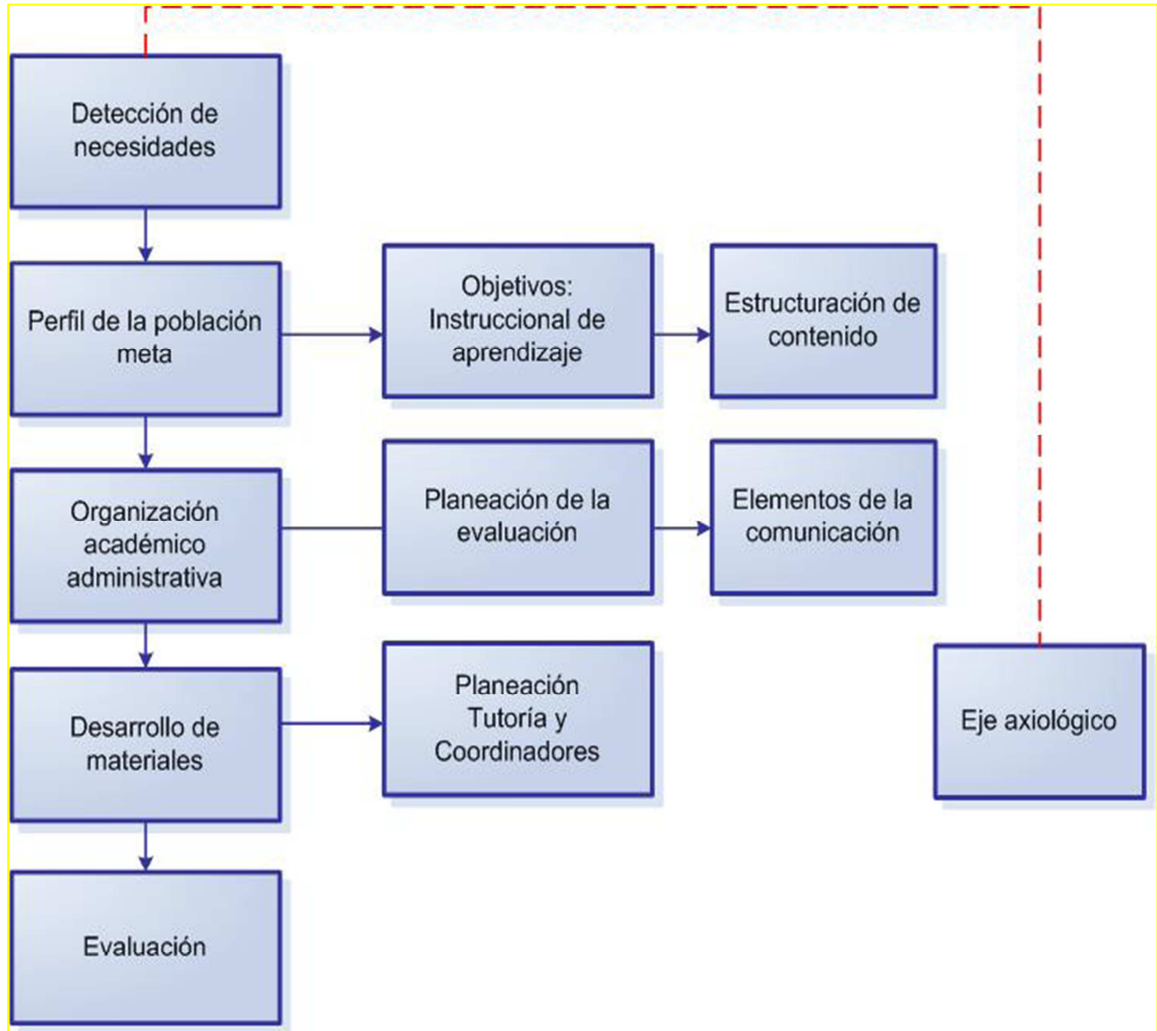 Detección de
necesidades
Perfil de la población
meta
Objetivos:
Instruccional de
aprendizaje
Estructuración de
contenido
Organización
académico
administrativa
Planeación de la
evaluación
Elementos de la
comunicación
Desarrollo de
materiales
Planeación
Tutoría y
Coordinadores
Eje axiológico
Evaluación